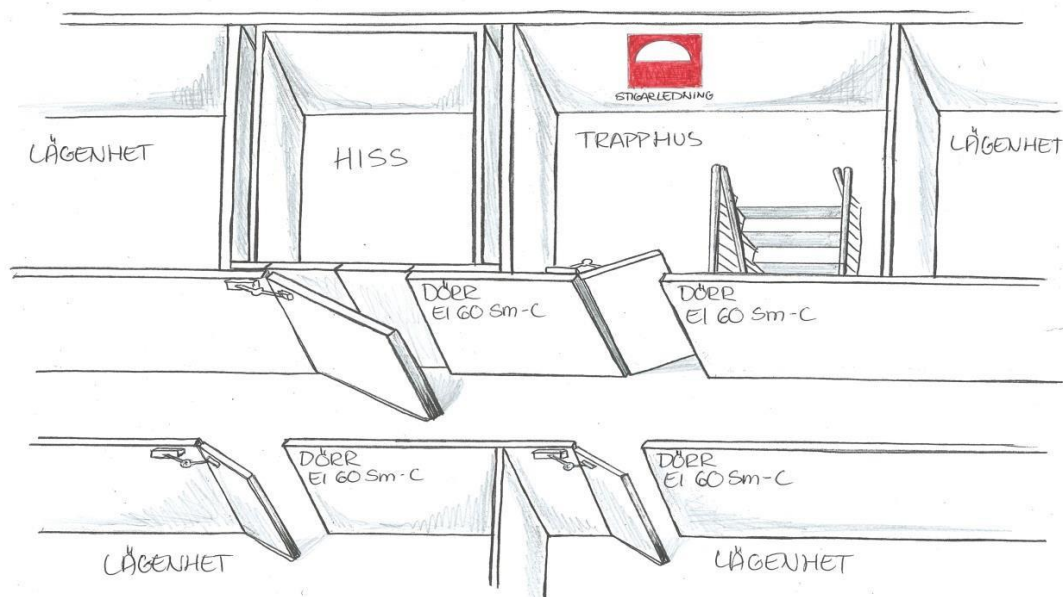 STIGARLEDNING
LÄGENHET
HISS
TRAPPHUS
LÄGENHET
DÖRR
EI 60 Sm-C
DÖRR
EI 60 Sm-C
DÖRR
EI 60 Sm-C
DÖRR
EI 60 Sm-C
LÄGENHET
LÄGENHET